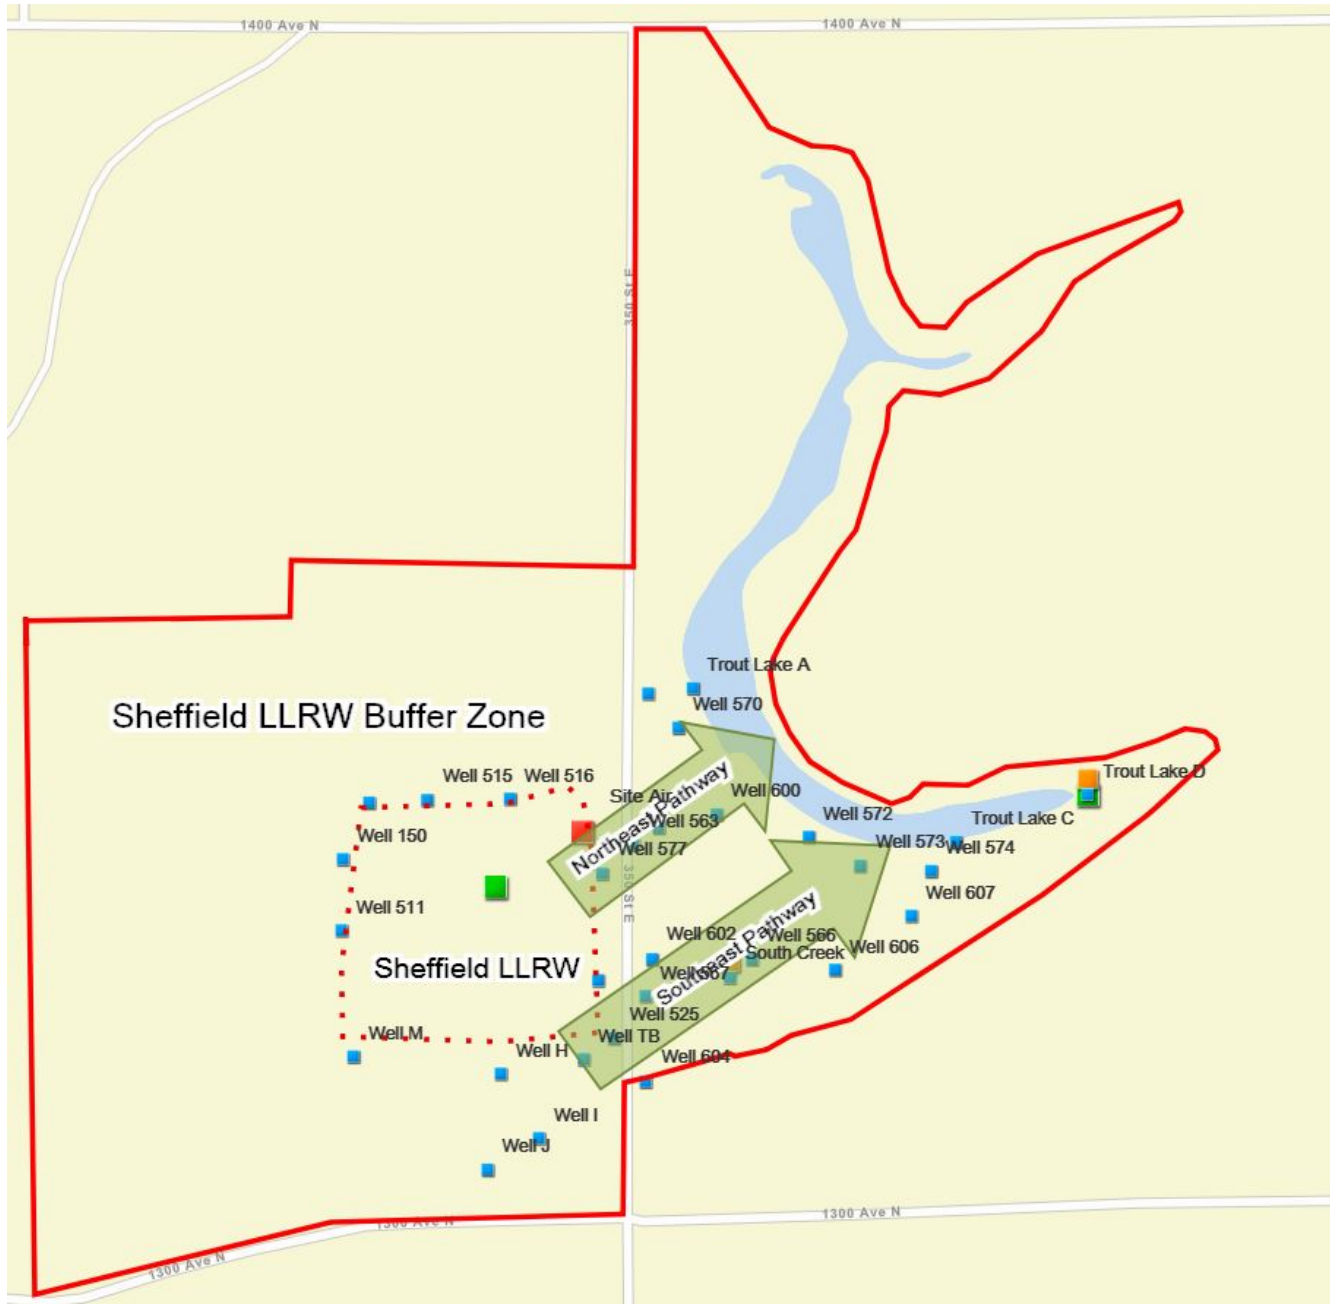 1400 Ave N
1400 Ave N
350 St E
Trout Lake A
Well 570
Sheffield LLRW Buffer Zone
Well 515
Well 516
Trout Lake D
Site Air
Well 600
Northeast Pathway
Well 563
Well 572
Trout Lake C
Well 150
Well 577
Well 573
Well 574
350 St E
Well 607
Well 511
Well 602
Well 566
Well 606
Southeast Pathway
South Creek
Sheffield LLRW
Well 567
Well 525
Well M
Well TB
Well H
Well 604
Well I
Well J
1300 Ave N
1300 Ave N
1300 Ave N